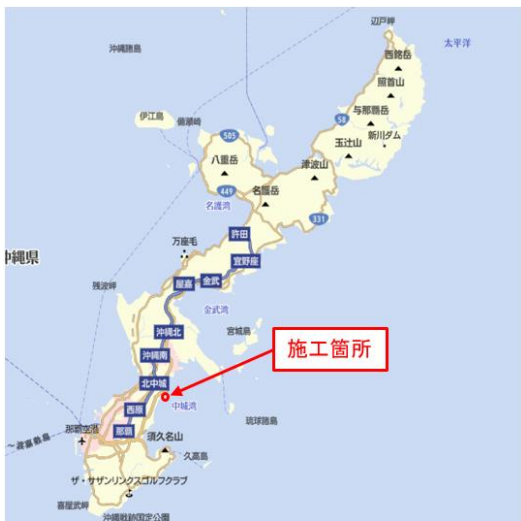 辺戸岬
太平洋
沖縄諸島
西銘岳
照首山
与那覇岳
伊江島
備瀬崎
58
新川ダム
505
玉辻山
八重岳
津波山
449
名護岳
名護湾
331
許田
万座毛
沖縄県
宜野座
金武
屋嘉
残波岬
金武湾
宮城島
沖縄北
施工箇所
沖縄南
北中城
中城湾
西原
琉球諸島
那覇空港
那覇
須久名山
久高島
ザ・サザンリンクスゴルフクラブ
喜屋武岬
沖縄戦跡国定公園